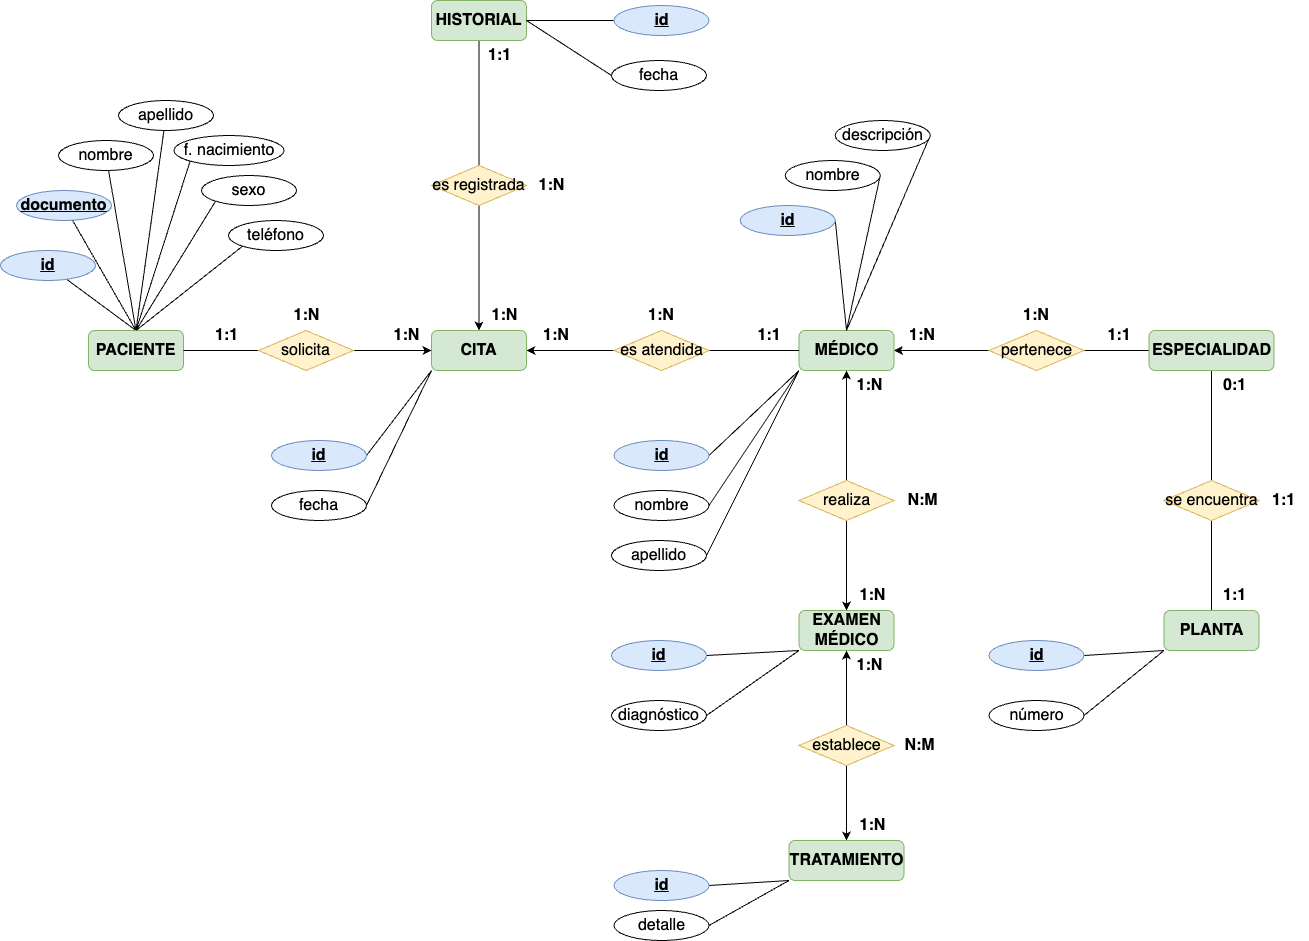 HISTORIAL
id
1:1
fecha
apellido
descripción
nombre
f. nacimiento
nombre
es registrada
1:N
sexo
documento
id
teléfono
id
1:N
1:N
1:N
1:N
1:1
1:N
1:N
1:1
1:N
1:1
PACIENTE
solicita
CITA
es atendida
MÉDICO
pertenece
ESPECIALIDAD
1:N
0:1
id
id
fecha
nombre
realiza
N:M
se encuentra
1:1
apellido
1:N
1:1
EXAMEN
MÉDICO
PLANTA
id
1:N
id
diagnóstico
número
establece
N:M
1:N
TRATAMIENTO
id
detalle